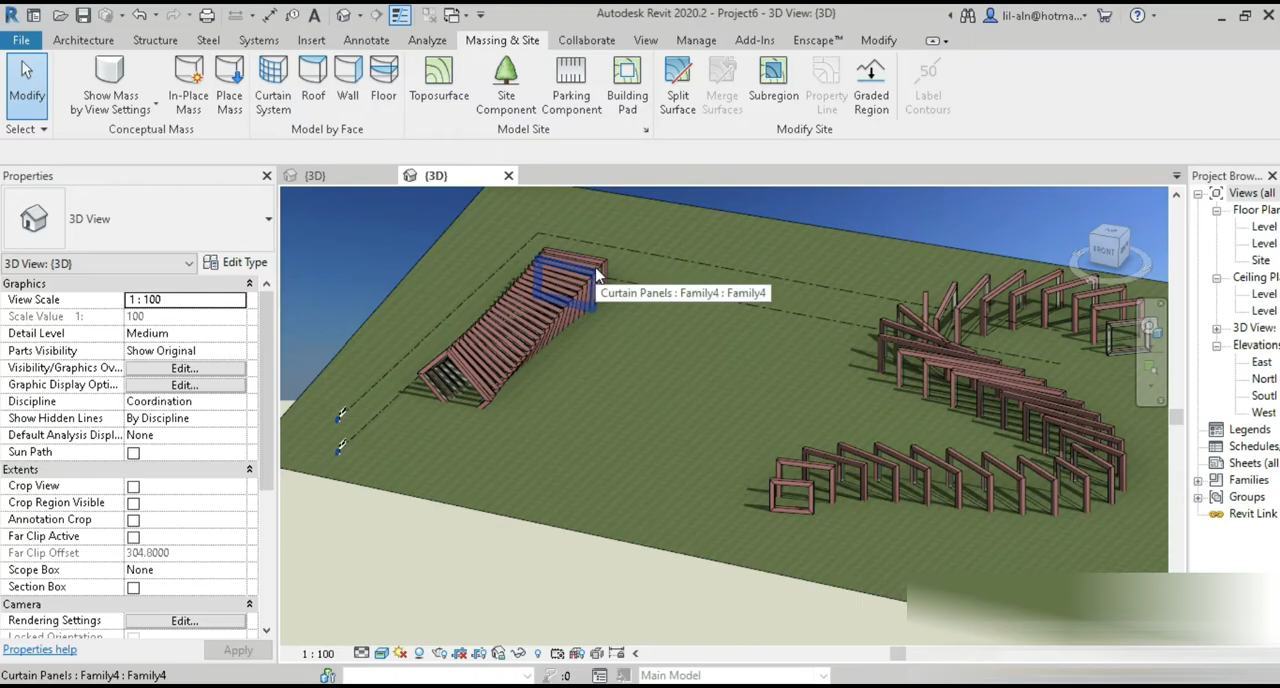 Autodesk Revit 2020.2 - Project6 - 3D View: {3D}
lil-aln@hotma...
File Architecture Structure Steel Systems Insert Annotate Analyze Massing & Site Collaborate View Manage Add-Ins Enscape™ Modify
Modify
Show Mass
by View Settings
In-Place
Mass
Place
Mass
Curtain
System
Roof
Wall
Floor
Toposurface
Site
Component
Parking
Component
Building
Pad
Split
Surface
Merge
Surfaces
Subregion
Property
Line
Graded
Region
50
Label
Contours
Select
Conceptual Mass
Model by Face
Model Site
Modify Site
Properties
{3D}
{3D}
Project Brow...
3D View
3D View: {3D}
Edit Type
Graphics
View Scale 1 : 100
Scale Value 1: 100
Detail Level Medium
Parts Visibility Show Original
Visibility/Graphics Ov... Edit...
Graphic Display Opti... Edit...
Discipline Coordination
Show Hidden Lines By Discipline
Default Analysis Displ... None
Sun Path
Extents
Crop View
Crop Region Visible
Annotation Crop
Far Clip Active
Far Clip Offset 304.8000
Scope Box None
Section Box
Camera
Rendering Settings Edit...
Locked Orientation
Properties help
Apply
FRONT
Curtain Panels : Family4 : Family4
Views (all
Floor Plan
Level
Level
Site
Ceiling Pl
Level
Level
3D View:
Elevations
East
North
South
West
Legends
Schedules,
Sheets (all
Families
Groups
Revit Link
1 : 100
Curtain Panels : Family4 : Family4
:0
Main Model